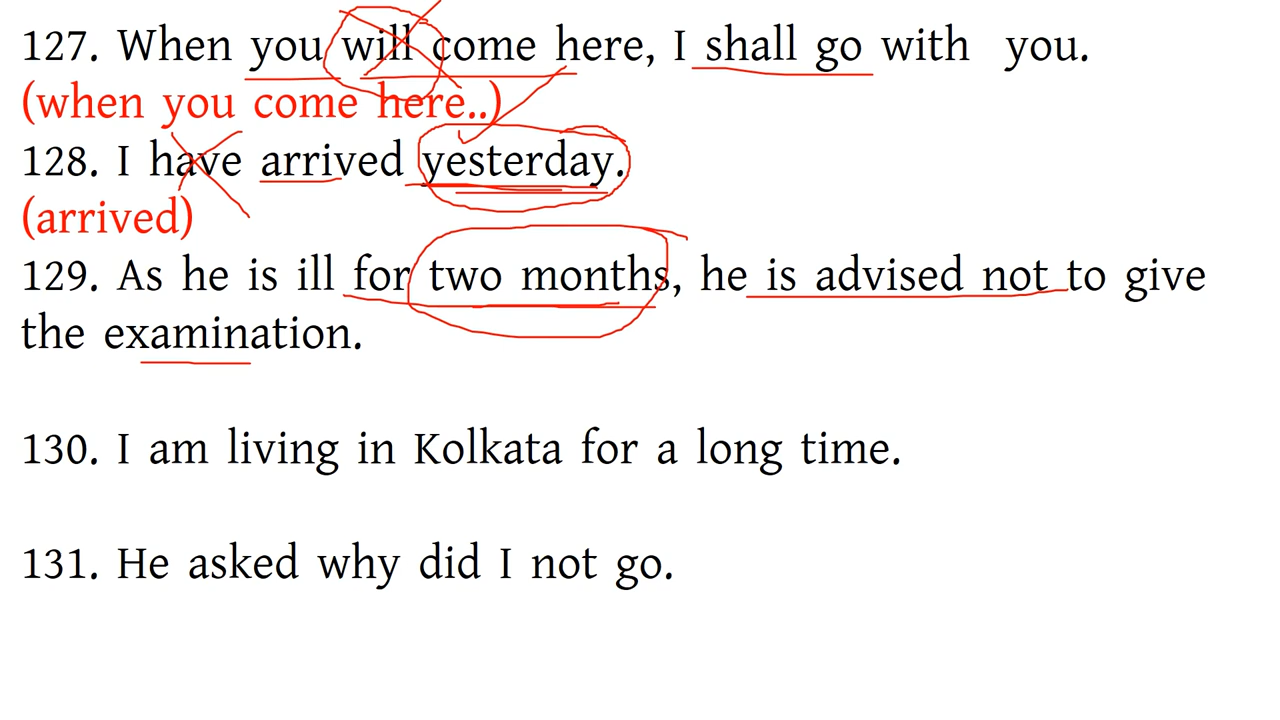 127. When you will come here, I shall go with you.
(when you come here..)
128. I have arrived yesterday.
(arrived)
129. As he is ill for two months, he is advised not to give
the examination.
130. I am living in Kolkata for a long time.
131. He asked why did I not go.